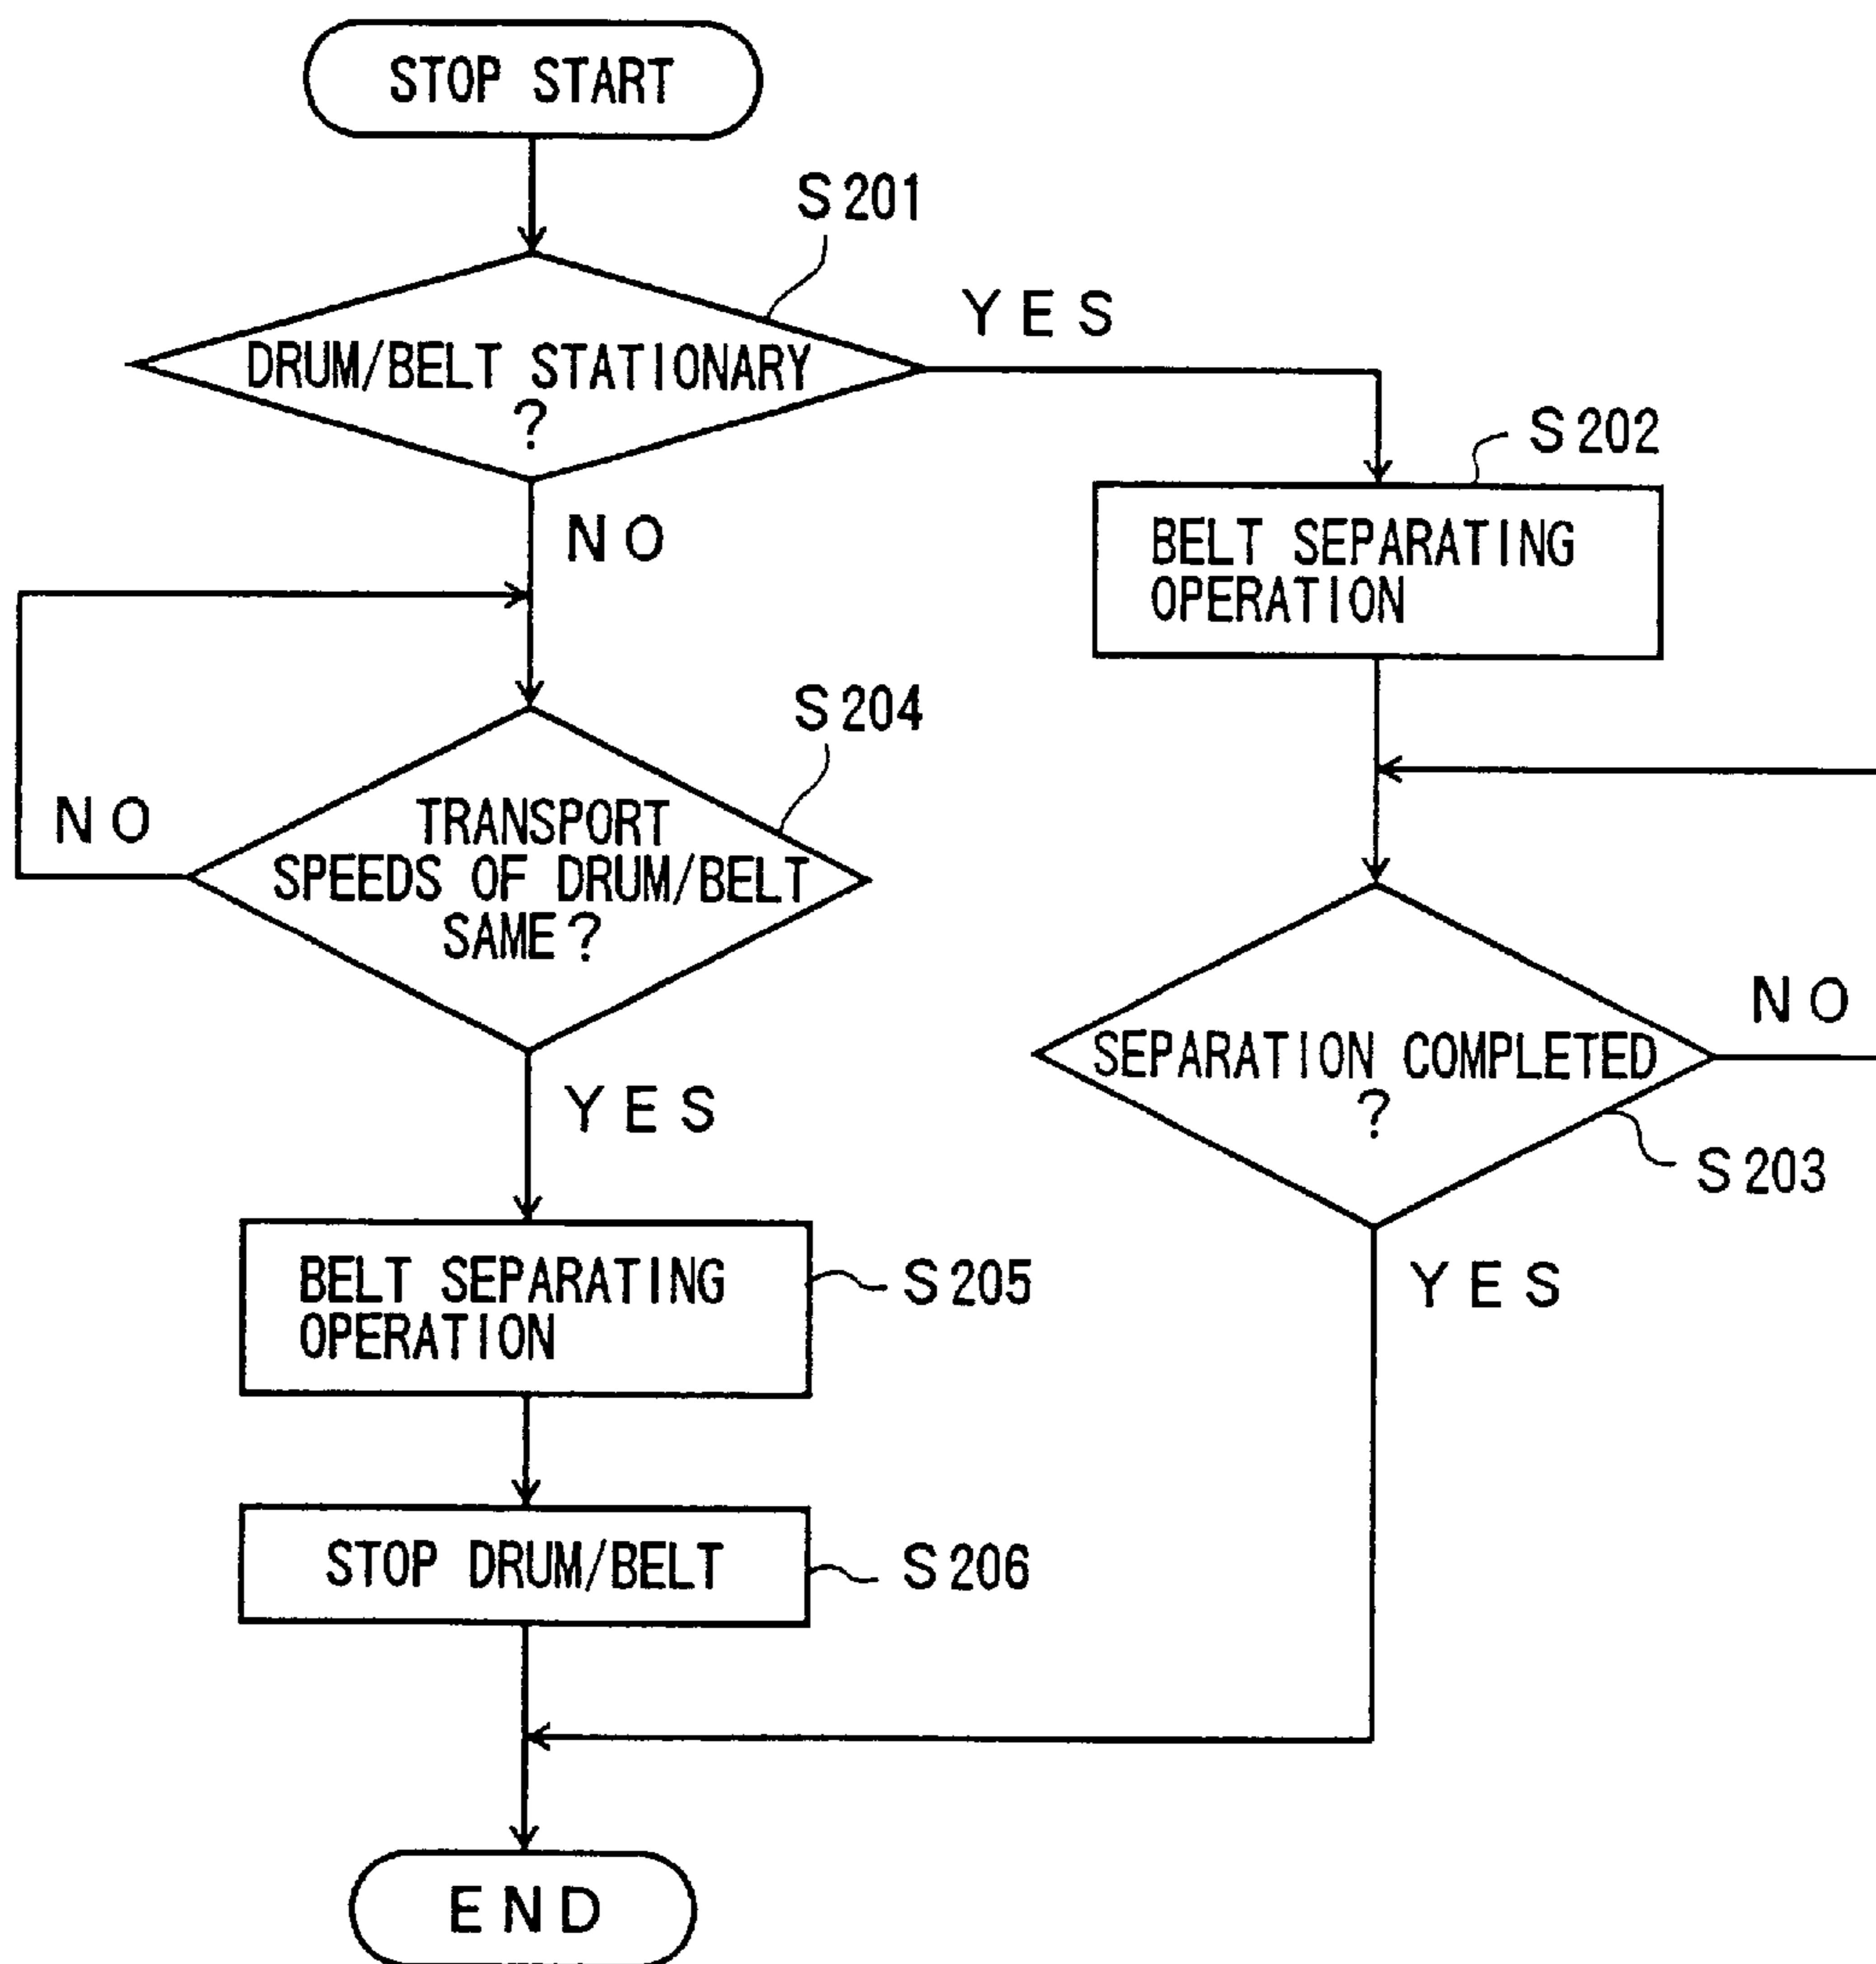 STOP START
S201
YES
DRUM/BELT STATIONARY
?
S202
NO
BELT SEPARATING
OPERATION
S204
NO
TRANSPORT
SPEEDS OF DRUM/BELT
SAME?
NO
SEPARATION COMPLETED
?
YES
S203
BELT SEPARATING
OPERATION
S205
YES
STOP DRUM/BELT
S206
END